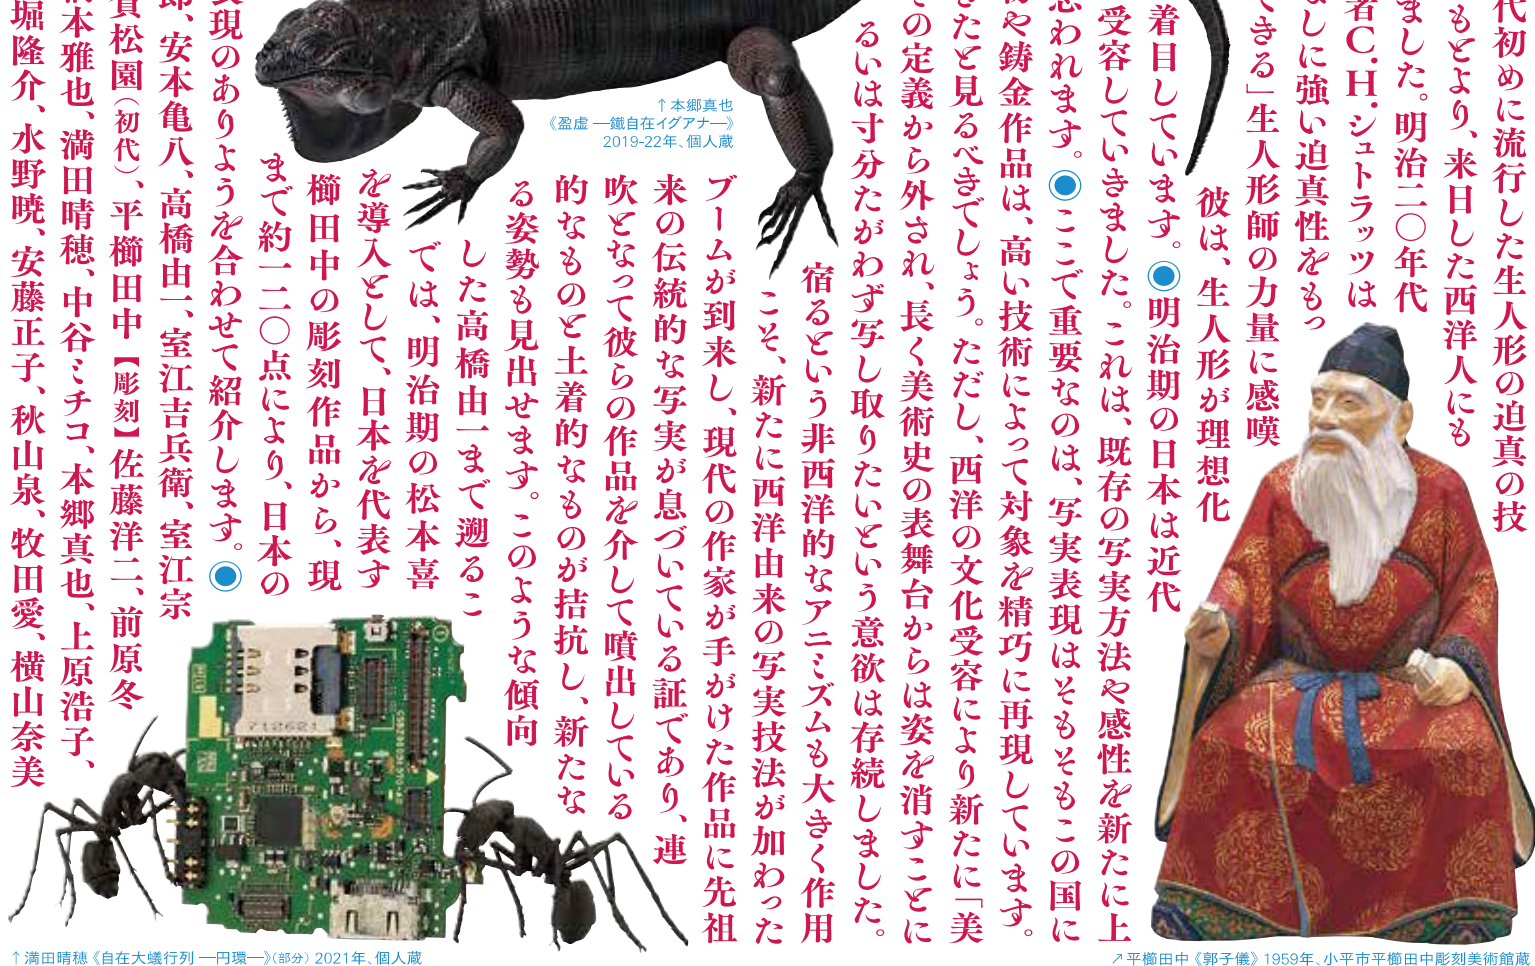 代初めに流行した生人形の迫真の技
もとより、来日した西洋人にも
ました。明治二〇年代
者C.H.シュトラッツは
しに強い迫真性をもっ
できる」生人形師の力量に感嘆
彼は、生人形が理想化
着目しています。◉明治期の日本は近代
受容していきました。これは、既存の写実方法や感性を新たに上
思われます。◉ここで重要なのは、写実表現はそもそもこの国に
や鋳金作品は、高い技術によって対象を精巧に再現しています。
きたと見るべきでしょう。ただし、西洋の文化受容により新たに「美
その定義から外され、長く美術史の表舞台からは姿を消すことに
るいは寸分たがわず写し取りたいという意欲は存続しました。
宿るという非西洋的なアニミズムも大きく作用
こそ、新たに西洋由来の写実技法が加わった
ブームが到来し、現代の作家が手がけた作品に先祖
来の伝統的な写実が息づいている証であり、連
吹となって彼らの作品を介して噴出している
的なものと土着的なものが拮抗し、新たな
る姿勢も見出せます。このような傾向
した高橋由一まで遡るこ
では、明治期の松本喜
を導入として、日本を代表す
櫛田中の彫刻作品から、現
まで約一二〇点により、日本の
表現のありようを合わせて紹介します。◉
郎、安本亀八、高橋由一、室江吉兵衛、室江宗
賀松園（初代）、平櫛田中【彫刻】佐藤洋二、前原冬
本雅也、満田晴穂、中谷ミチコ、本郷真也、上原浩子、
堀隆介、水野暁、安藤正子、秋山泉、牧田愛、横山奈美
↑本郷真也
《盈虚 ―鐵自在イグアナ―》
2019-22年、個人蔵
↑満田晴穂《自在大蟻行列 ―円環―》（部分） 2021年、個人蔵
↗平櫛田中《郭子儀》1959年、小平市平櫛田中彫刻美術館蔵